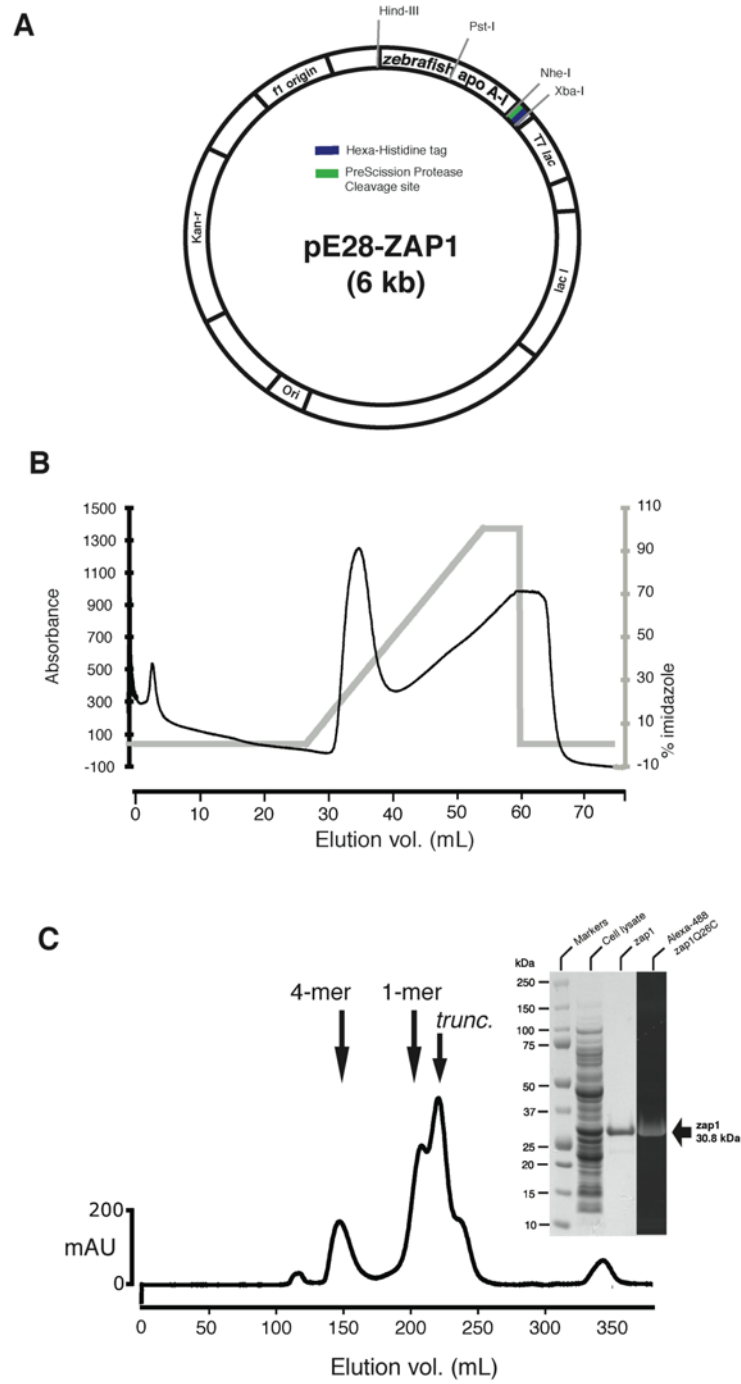 A
Hind-III
Pst-I
zebrafish apo A-I
Nhe-I
Xba-I
f1 origin
T7 lac
Hexa-Histidine tag
PreScission Protease
Cleavage site
Kan-r
pE28-ZAP1
(6 kb)
lac I
Ori
B
1500
1300
1100
900
700
500
300
100
-100
Absorbance
110
90
70
50
30
10
-10
% imidazole
0 10 20 30 40 50 60 70
Elution vol. (mL)
C
4-mer
1-mer
trunc.
200
mAU
0
0 50 100 150 200 250 300 350
Elution vol. (mL)
Markers
Cell lysate
zap1
Alexa-488
zap1Q26C
kDa
250
150
100
75
50
37
25
20
15
10
zap1
30.8 kDa